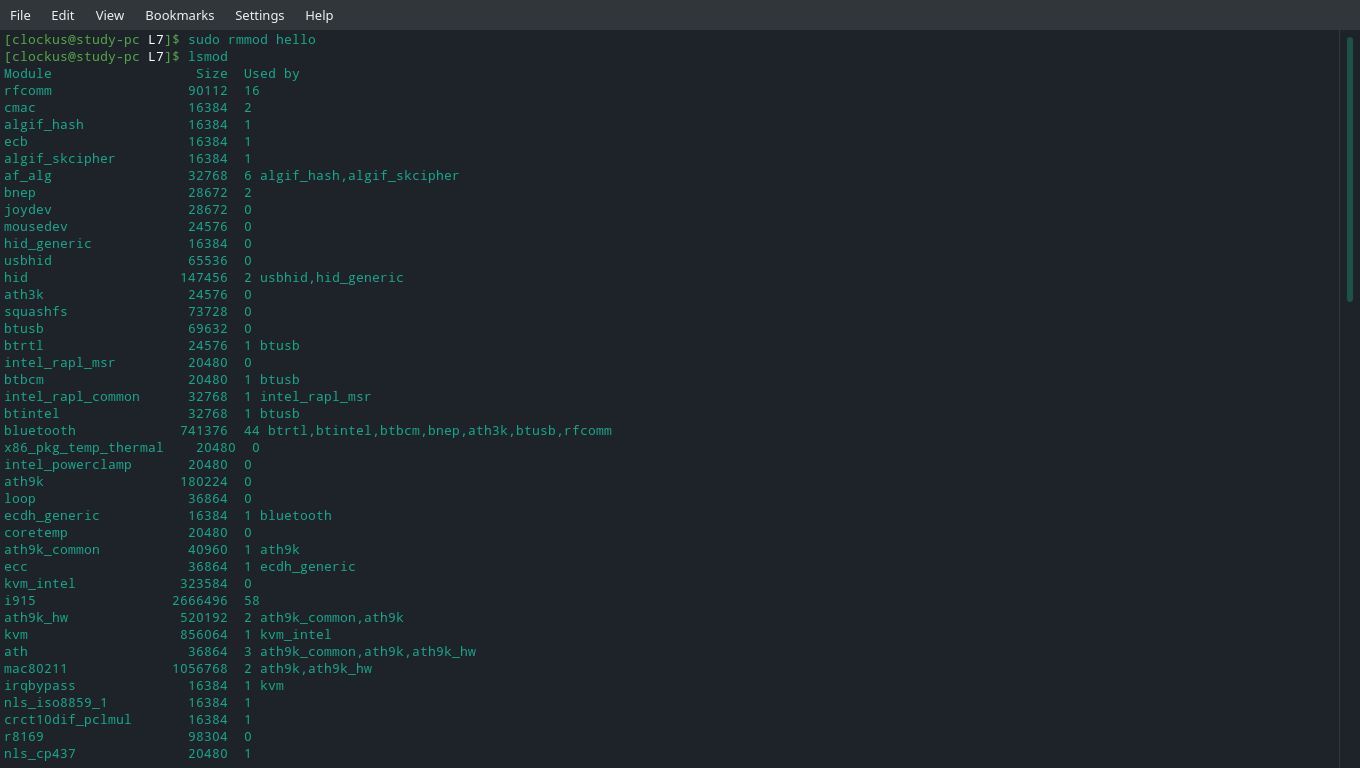 File Edit View Bookmarks Settings Help
[clockus@study-pc L7]$ sudo rmmod hello
[clockus@study-pc L7]$ lsmod
Module                  Size  Used by
rfcomm                 90112  16
cmac                   16384  2
algif_hash             16384  1
ecb                    16384  1
algif_skcipher         16384  1
af_alg                 32768  6 algif_hash,algif_skcipher
bnep                   28672  2
joydev                 28672  0
mousedev               24576  0
hid_generic            16384  0
usbhid                 65536  0
hid                   147456  2 usbhid,hid_generic
ath3k                  24576  0
squashfs               73728  0
btusb                  69632  0
btrtl                  24576  1 btusb
intel_rapl_msr         20480  0
btbcm                  20480  1 btusb
intel_rapl_common      32768  1 intel_rapl_msr
btintel                32768  1 btusb
bluetooth             741376  44 btrtl,btintel,btbcm,bnep,ath3k,btusb,rfcomm
x86_pkg_temp_thermal    20480  0
intel_powerclamp       20480  0
ath9k                 180224  0
loop                   36864  0
ecdh_generic           16384  1 bluetooth
coretemp               20480  0
ath9k_common           40960  1 ath9k
ecc                    36864  1 ecdh_generic
kvm_intel             323584  0
i915                 2666496  58
ath9k_hw              520192  2 ath9k_common,ath9k
kvm                   856064  1 kvm_intel
ath                    36864  3 ath9k_common,ath9k,ath9k_hw
mac80211             1056768  2 ath9k,ath9k_hw
irqbypass              16384  1 kvm
nls_iso8859_1          16384  1
crct10dif_pclmul       16384  1
r8169                  98304  0
nls_cp437              20480  1